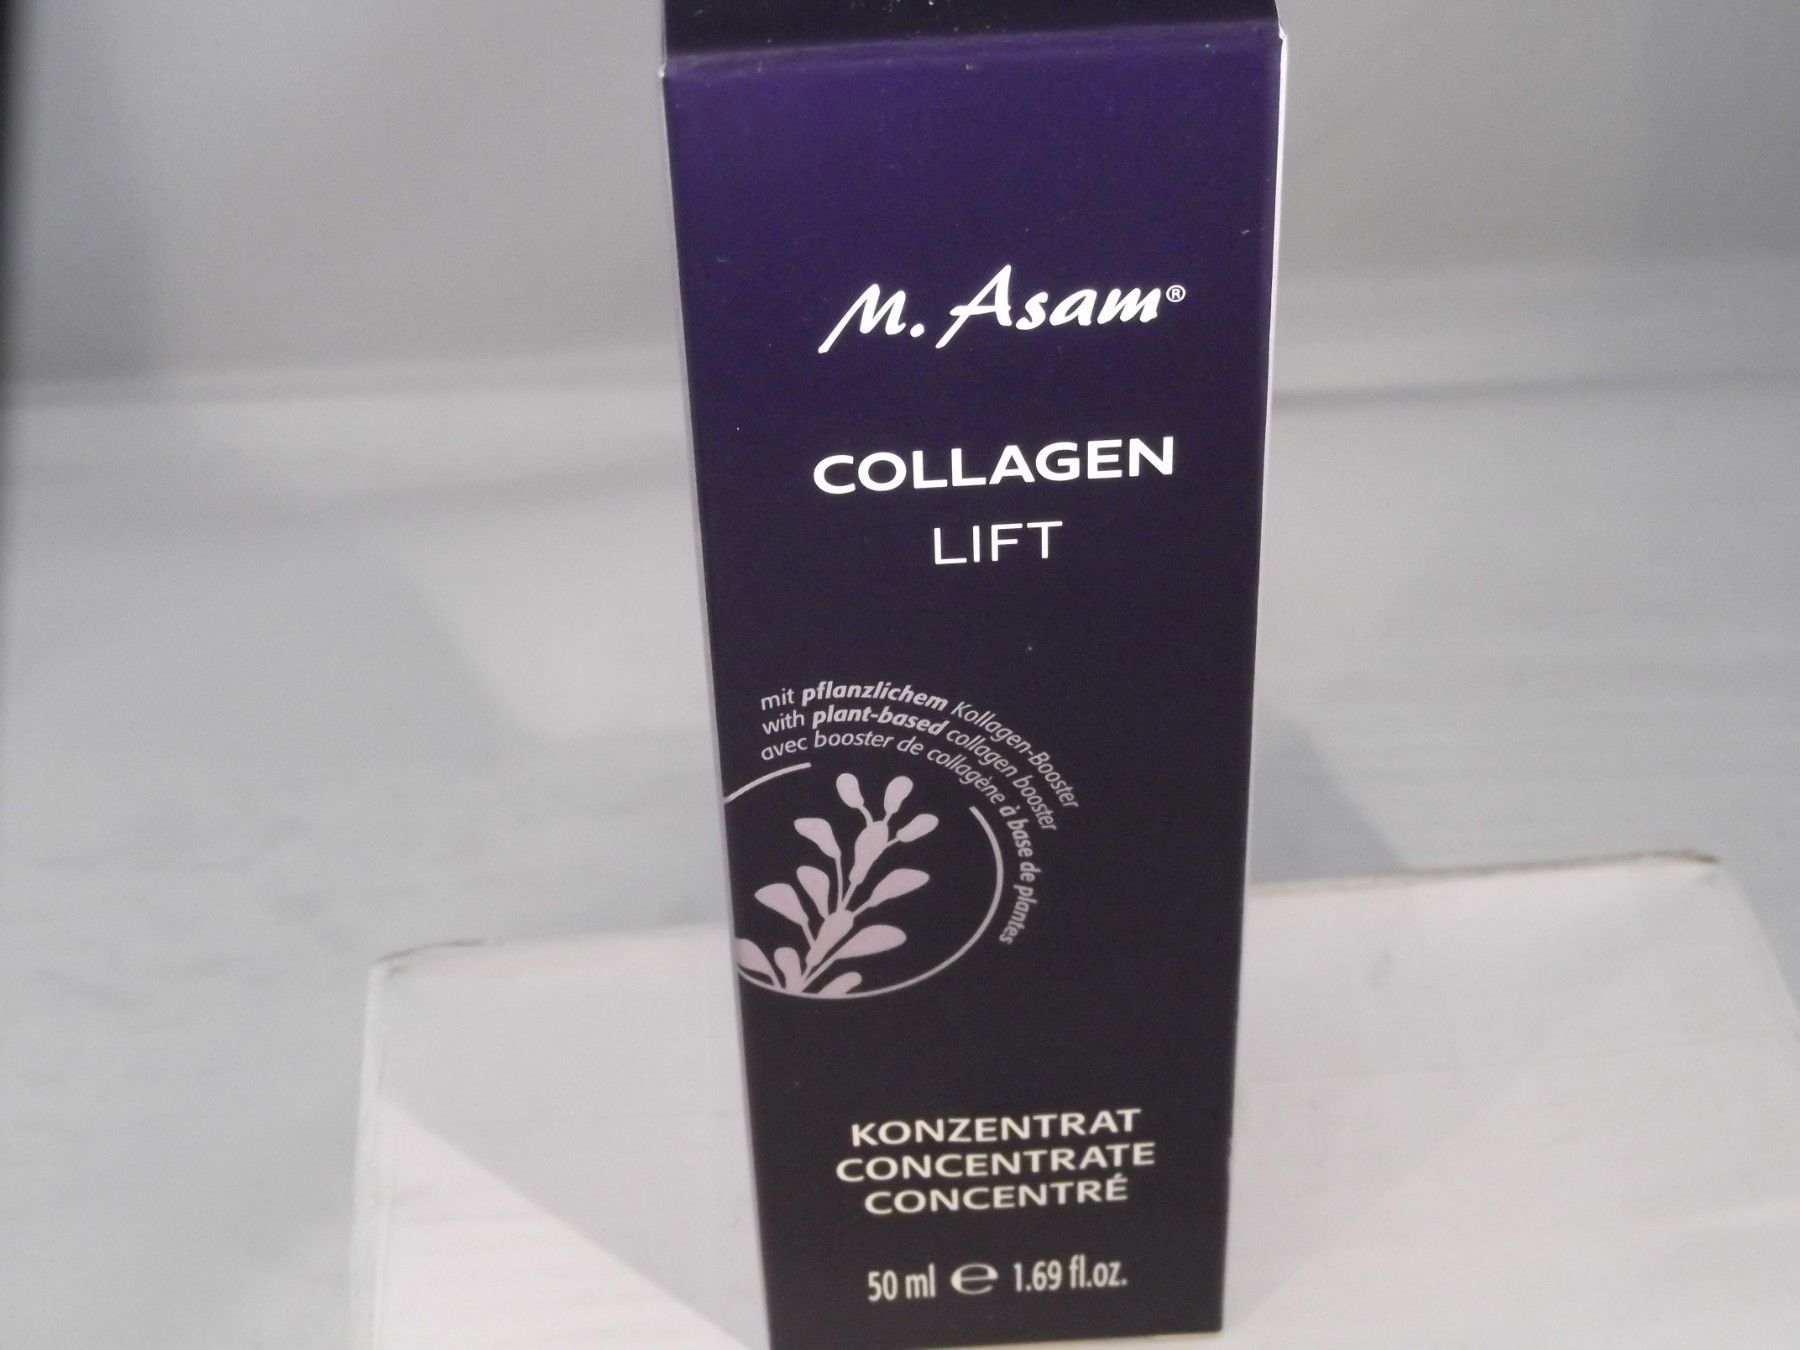 M. Asam®
COLLAGEN
LIFT
mit pflanzlichem Kollagen-Booster
with plant-based collagen booster
avec booster de collagène à base de plantes
KONZENTRAT
CONCENTRATE
CONCENTRÉ
50 ml e 1.69 fl.oz.